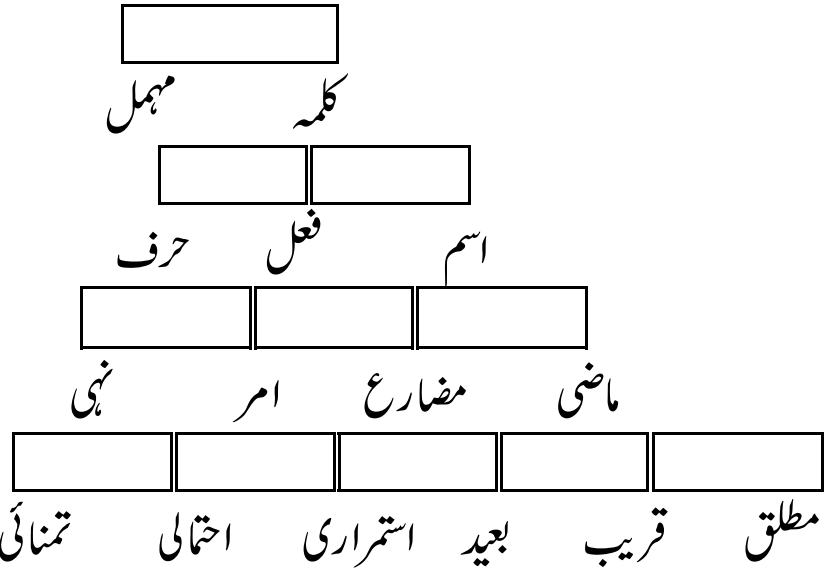 کلمہ مہمل
اسم فعل حرف
ماضی مضارع امر نہی
مطلق قریب بعید استمراری احتمالی تمنائی